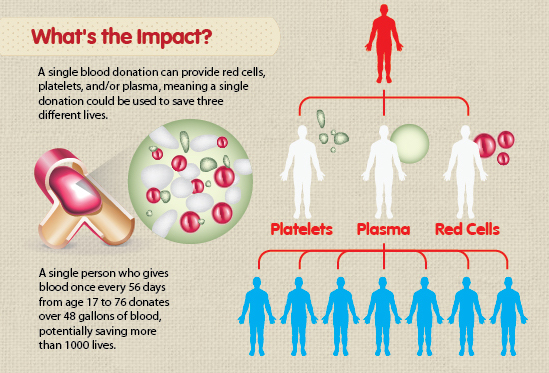 What's the Impact?
A single blood donation can provide red cells,
platelets, and/or plasma, meaning a single
donation could be used to save three
different lives.
Platelets Plasma Red Cells
A single person who gives
blood once every 56 days
from age 17 to 76 donates
over 48 gallons of blood,
potentially saving more
than 1000 lives.